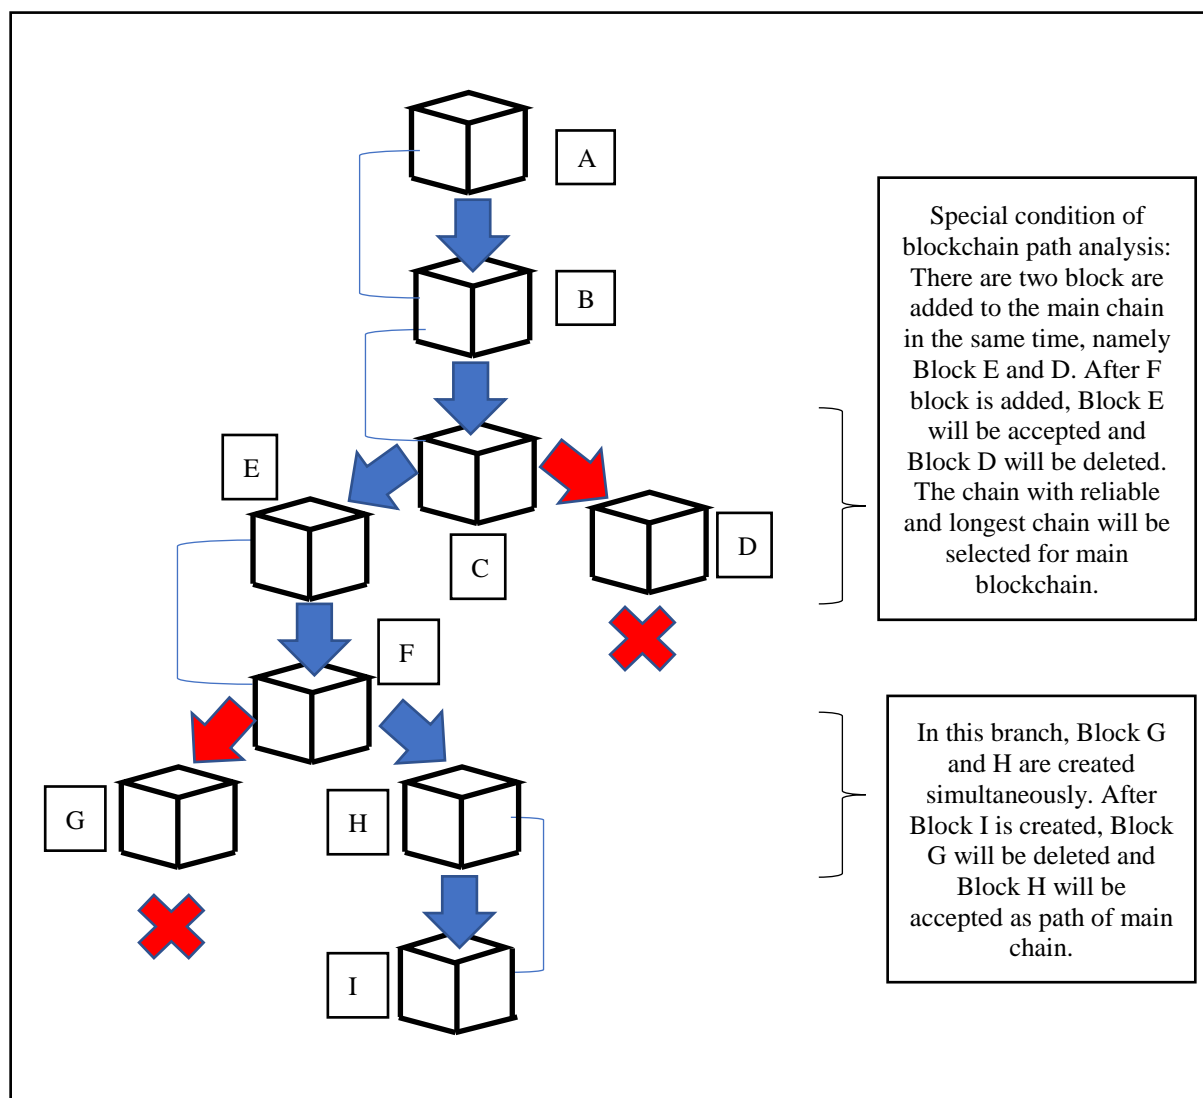 A
B
Special condition of
blockchain path analysis:
There are two block are
added to the main chain
in the same time, namely
Block E and D. After F
block is added, Block E
will be accepted and
Block D will be deleted.
The chain with reliable
and longest chain will be
selected for main
blockchain.
E
C
D
F
In this branch, Block G
and H are created
simultaneously. After
Block I is created, Block
G will be deleted and
Block H will be
accepted as path of main
chain.
G
H
I